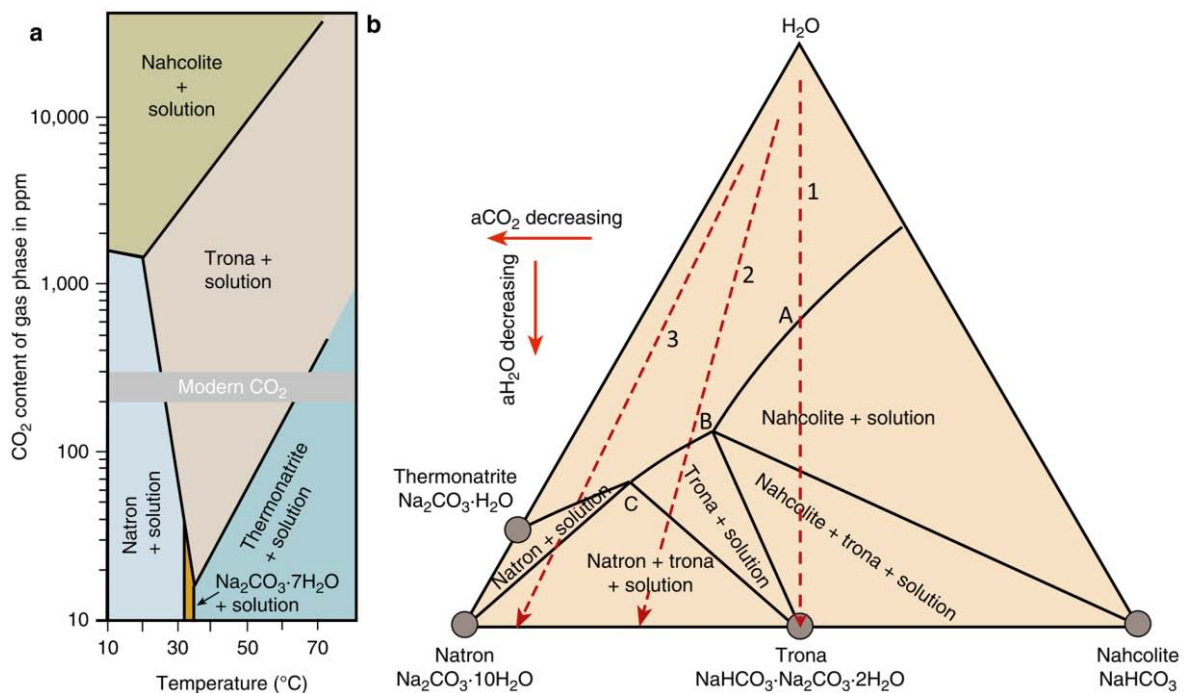 a
Nahcolite
+
solution
Trona +
solution
Modern CO₂
Natron
+ solution
Thermonatrite
+ solution
Na₂CO₃·7H₂O
+ solution
10,000
1,000
100
10
CO₂ content of gas phase in ppm
10
30
50
70
Temperature (°C)
b
H₂O
aCO₂ decreasing
aH₂O decreasing
1
2
3
A
B
C
Nahcolite + solution
Thermonatrite
Na₂CO₃·H₂O
Natron + solution
Natron + trona
+ solution
Trona + solution
Nahcolite + trona + solution
Natron
Na₂CO₃·10H₂O
Trona
NaHCO₃·Na₂CO₃·2H₂O
Nahcolite
NaHCO₃